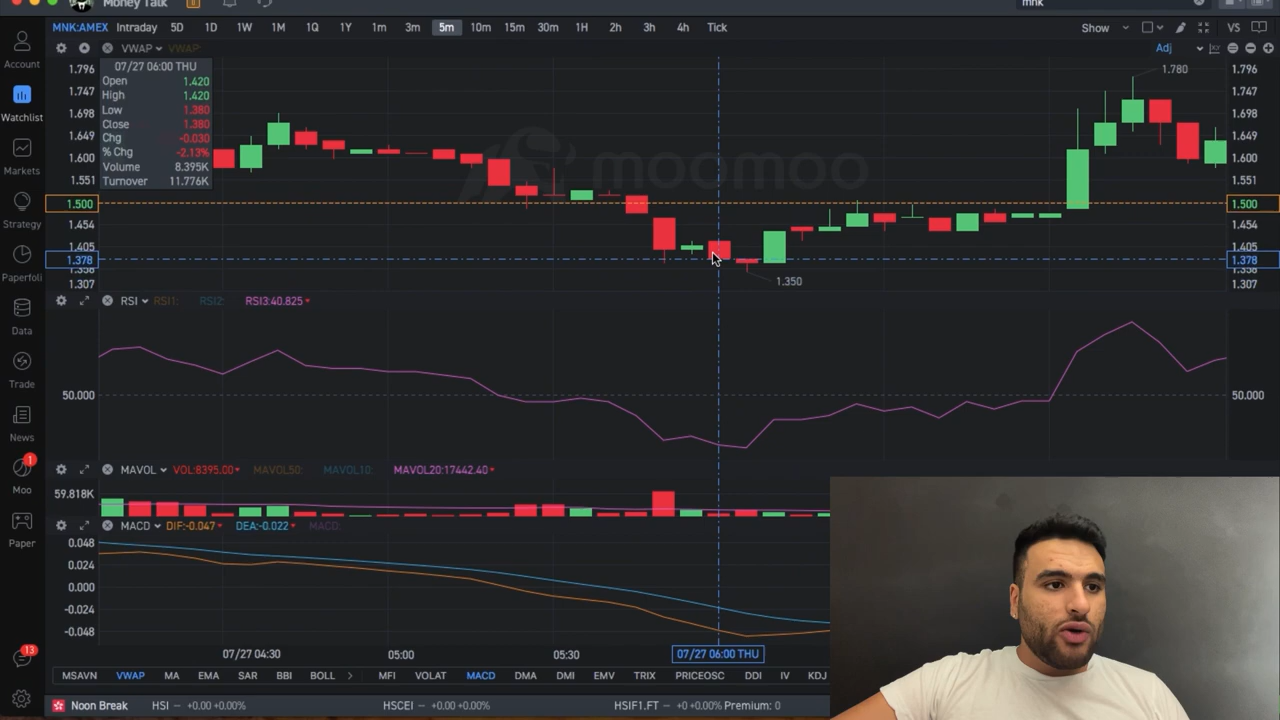 Money Talk
mnk
MNK:AMEX Intraday 5D 1D 1W 1M 1Q 1Y 1m 3m 5m 10m 15m 30m 1H 2h 3h 4h Tick Show VS
VWAP VWAP: Adj
07/27 06:00 THU
Open 1.420
High 1.420
Low 1.380
Close 1.380
Chg -0.030
% Chg -2.13%
Volume 8.395K
Turnover 11.776K
1.796 1.780 1.796
1.747 1.747
1.698 1.698
1.649 1.649
1.600 moomoo 1.600
1.551 1.551
1.500 1.500
1.454 1.454
1.405 1.405
1.378 1.378
1.358 1.358
1.307 1.350 1.307
RSI RSI1: RSI2: RSI3:40.825
50.000 50.000
MAVOL VOL:8395.00 MAVOL50: MAVOL10: MAVOL20:17442.40
59.818K
MACD DIF:-0.047 DEA:-0.022 MACD:
0.048
0.024
0.000
-0.024
-0.048
07/27 04:30 05:00 05:30 07/27 06:00 THU
MSAVN VWAP MA EMA SAR BBI BOLL MFI VOLAT MACD DMA DMI EMV TRIX PRICEOSC DDI IV KDJ
Noon Break HSI +0.00 +0.00% HSCEI +0.00 +0.00% HSIF1.FT +0 +0.00% Premium: 0
Account
Watchlist
Markets
Strategy
Paperfoli
Data
Trade
News
1
Moo
Paper
13